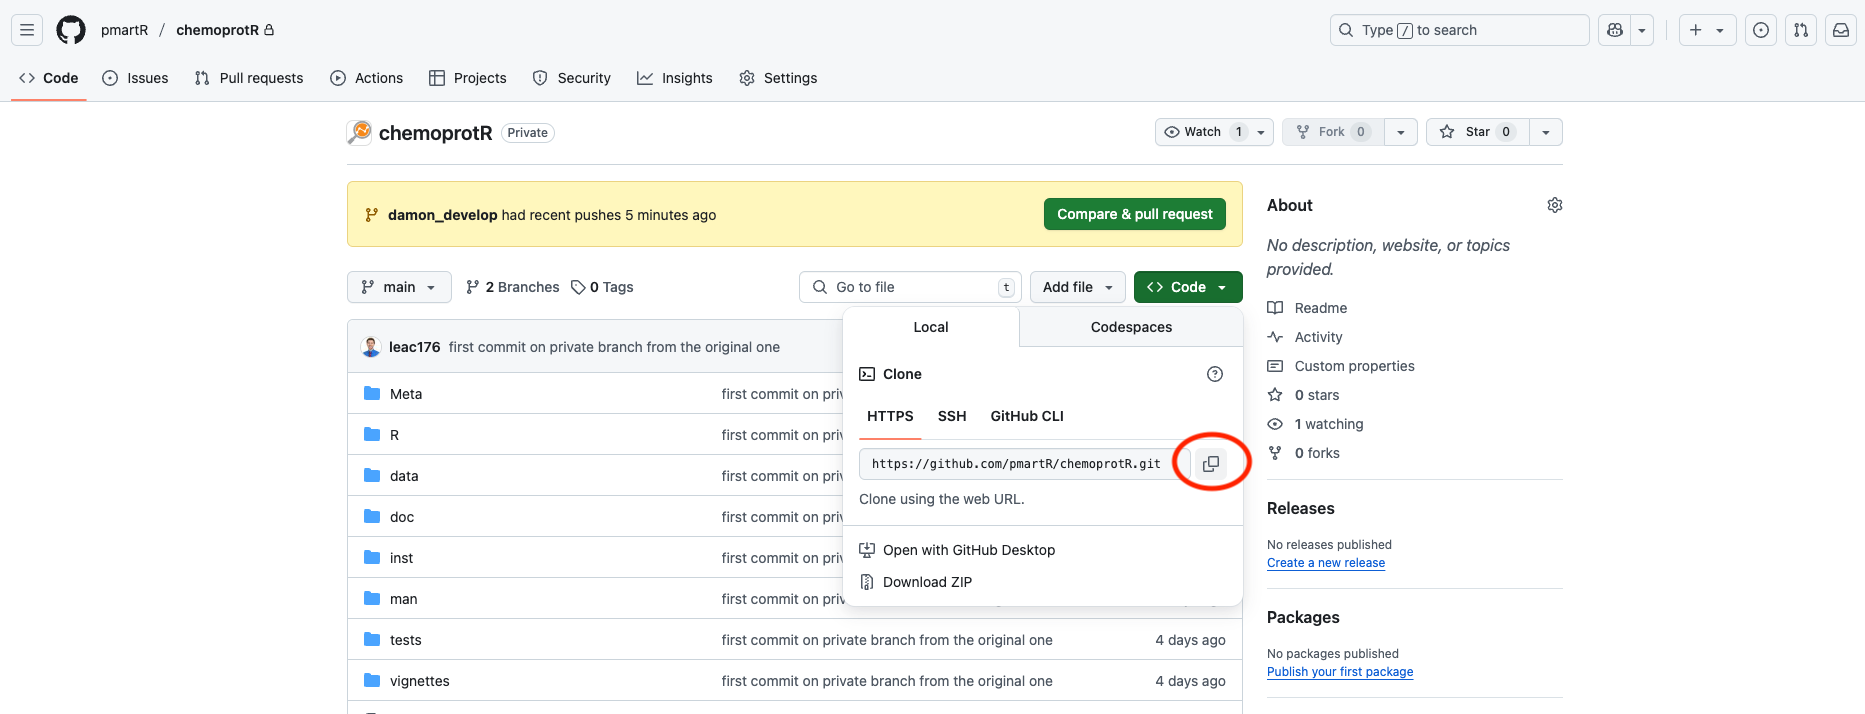 pmartR / chemoprotR
Type / to search
Code Issues Pull requests Actions Projects Security Insights Settings
chemoprotR Private
Watch 1 Fork 0 Star 0
damon_develop had recent pushes 5 minutes ago
Compare & pull request
main 2 Branches 0 Tags
Go to file t
Add file
Code
Local Codespaces
Clone
HTTPS SSH GitHub CLI
https://github.com/pmartR/chemoprotR.git
Clone using the web URL.
Open with GitHub Desktop
Download ZIP
leac176 first commit on private branch from the original one
Meta first commit on priv
R first commit on priv
data first commit on priv
doc first commit on priv
inst first commit on priv
man first commit on
tests first commit on private branch from the original one 4 days ago
vignettes first commit on private branch from the original one 4 days ago
About
No description, website, or topics
provided.
Readme
Activity
Custom properties
0 stars
1 watching
0 forks
Releases
No releases published
Create a new release
Packages
No packages published
Publish your first package